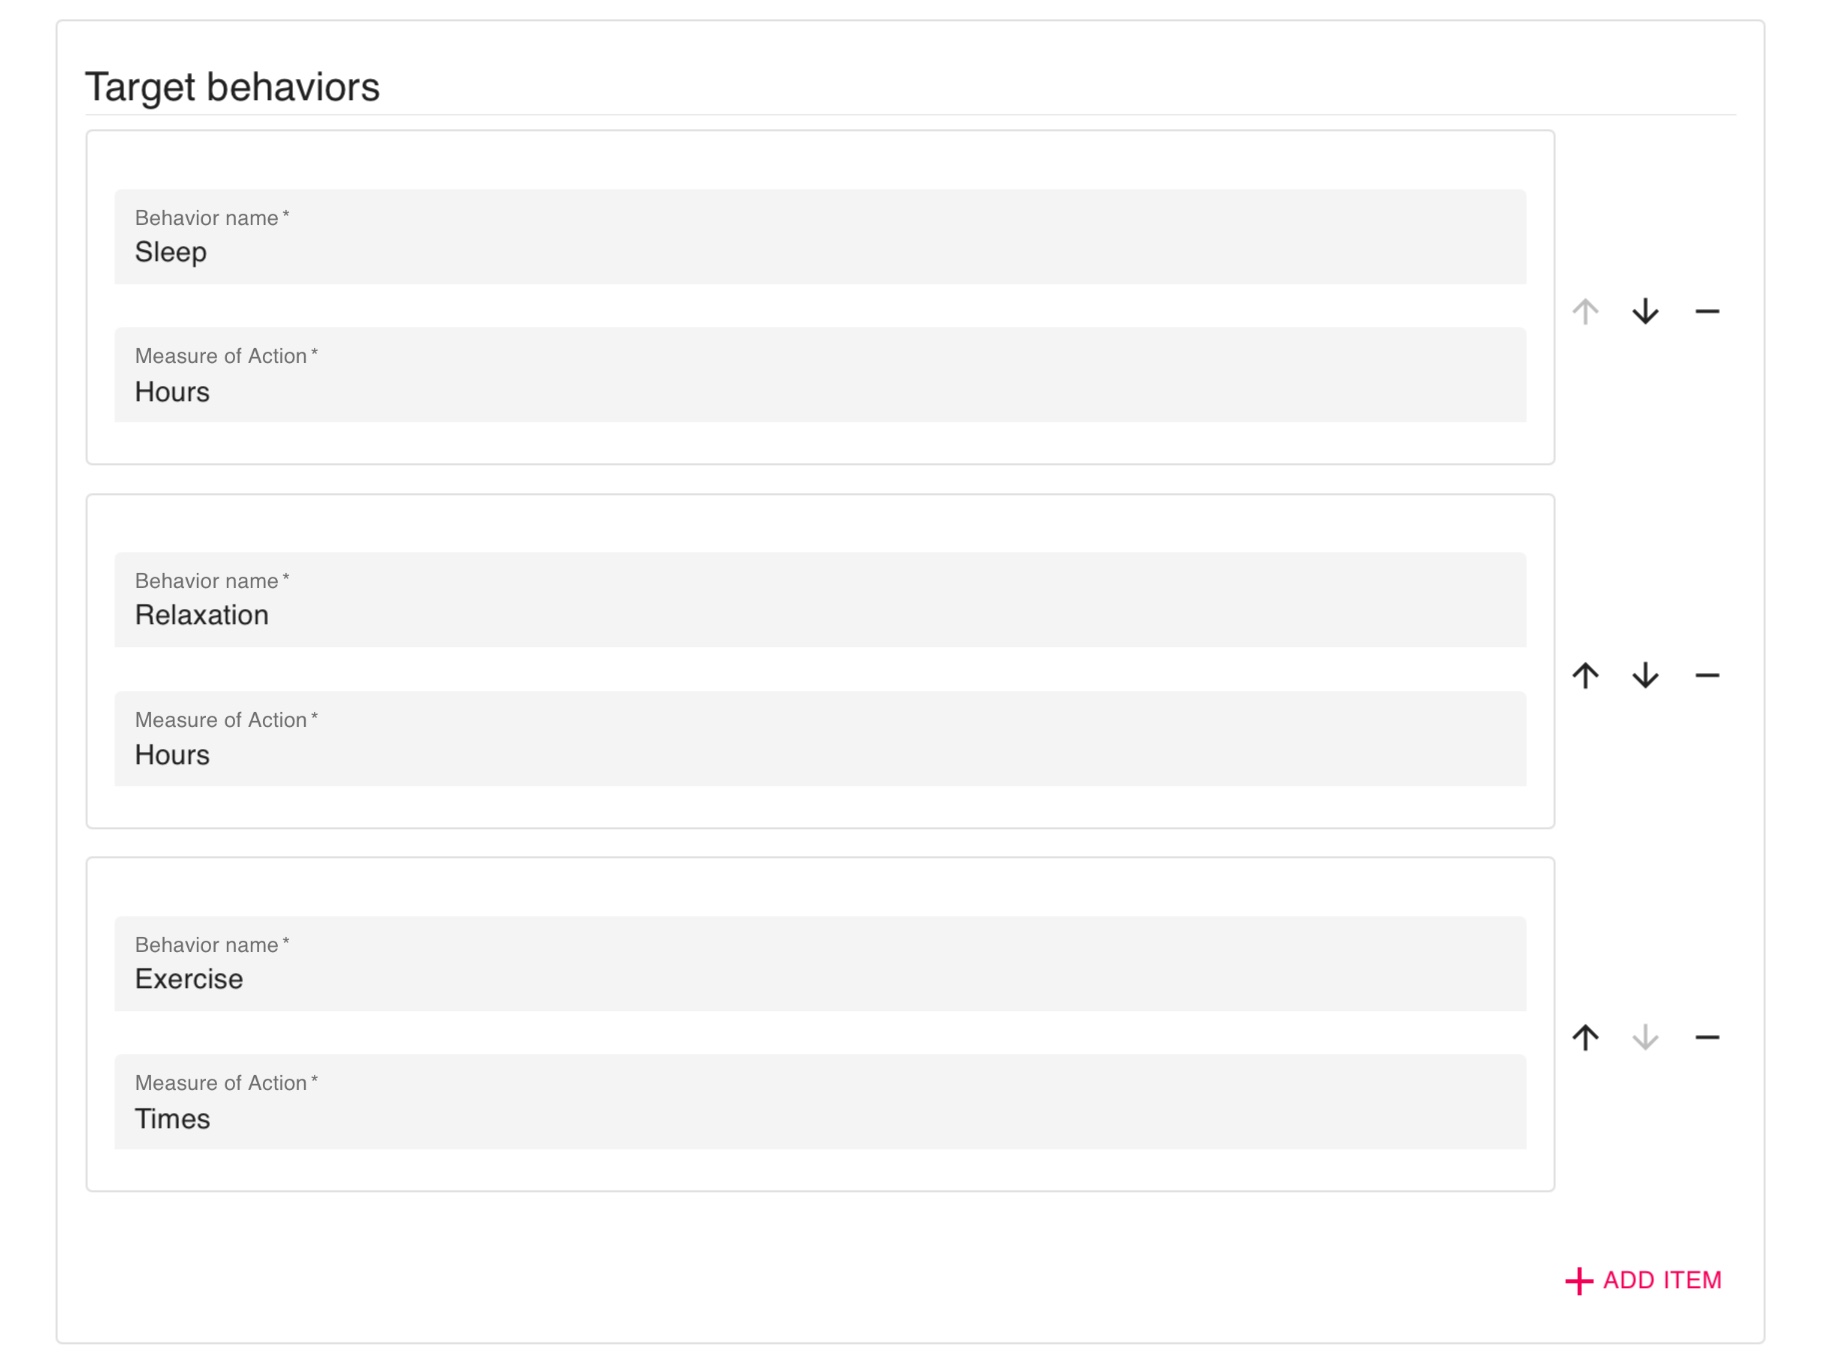 Target behaviors
Behavior name *
Sleep
Measure of Action *
Hours
Behavior name *
Relaxation
Measure of Action *
Hours
Behavior name *
Exercise
Measure of Action *
Times
ADD ITEM